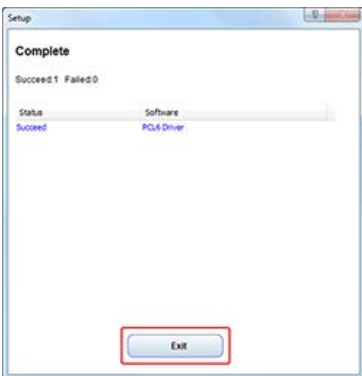 Setup
Complete
Succeed:1 Failed:0
Status Software
Succeed PCL6 Driver
Exit